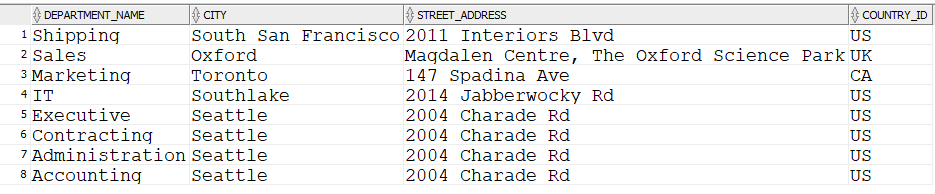 DEPARTMENT_NAME CITY STREET_ADDRESS COUNTRY_ID
1 Shipping South San Francisco 2011 Interiors Blvd US
2 Sales Oxford Magdalen Centre, The Oxford Science Park UK
3 Marketing Toronto 147 Spadina Ave CA
4 IT Southlake 2014 Jabberwocky Rd US
5 Executive Seattle 2004 Charade Rd US
6 Contracting Seattle 2004 Charade Rd US
7 Administration Seattle 2004 Charade Rd US
8 Accounting Seattle 2004 Charade Rd US